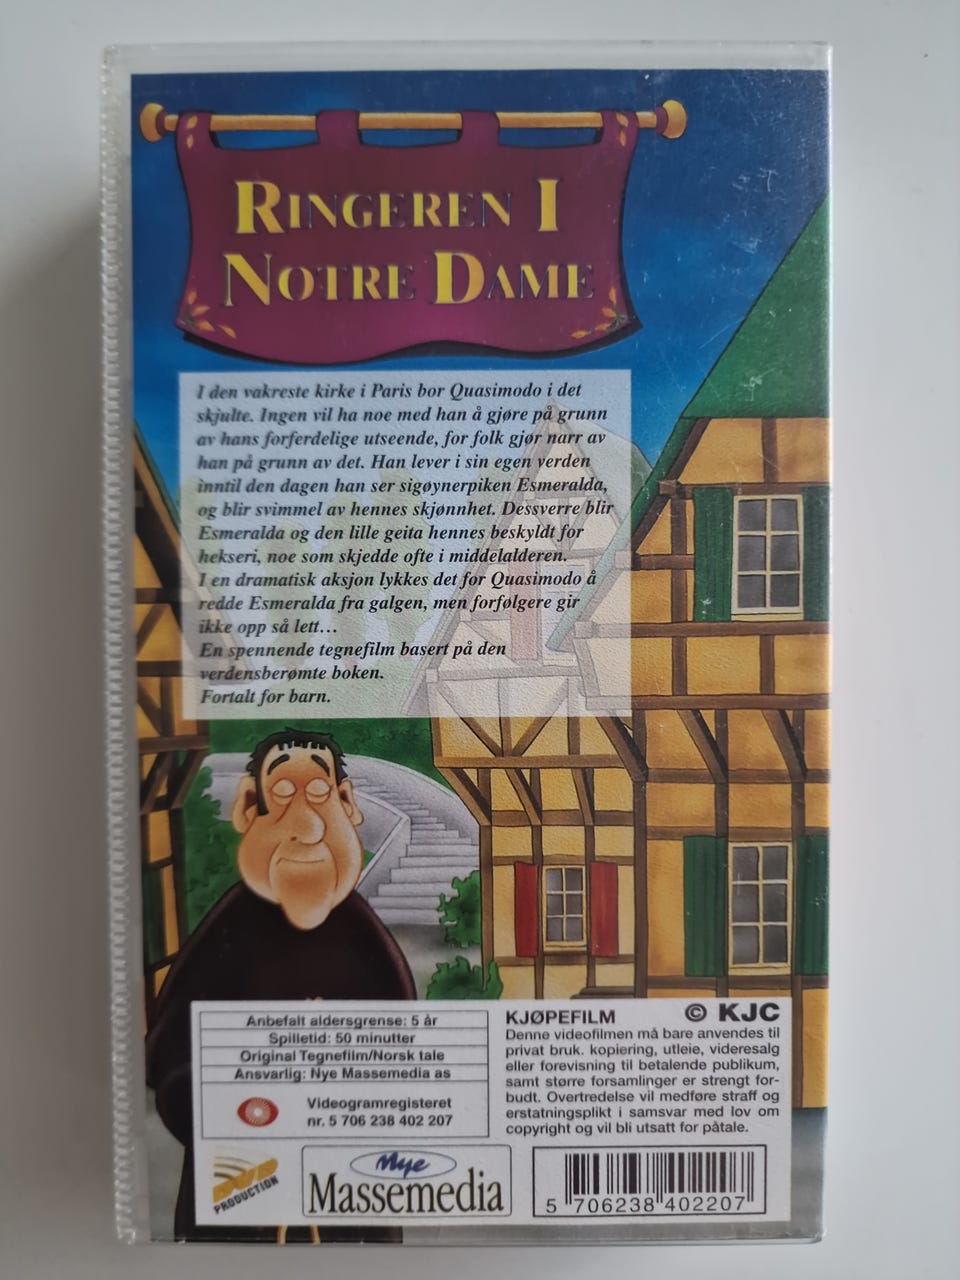 RINGEREN I
NOTRE DAME
I den vakreste kirke i Paris bor Quasimodo i det
skjulte. Ingen vil ha noe med han å gjøre på grunn
av hans forferdelige utseende, for folk gjør narr av
han på grunn av det. Han lever i sin egen verden
inntil den dagen han ser sigøynerpiken Esmeralda,
og blir svimmel av hennes skjønnhet. Dessverre blir
Esmeralda og den lille geita hennes beskyldt for
hekseri, noe som skjedde ofte i middelalderen.
I en dramatisk aksjon lykkes det for Quasimodo å
redde Esmeralda fra galgen, men forfølgere gir
ikke opp så lett…
En spennende tegnefilm basert på den
verdensberømte boken.
Fortalt for barn.
Anbefalt aldersgrense: 5 år
Spilletid: 50 minutter
Original Tegnefilm/Norsk tale
Ansvarlig: Nye Massemedia as
Videogramregisteret
nr. 5 706 238 402 207
KJØPEFILM © KJC
Denne videofilmen må bare anvendes til
privat bruk. kopiering, utleie, videresalg
eller forevisning til betalende publikum,
samt større forsamlinger er strengt for-
budt. Overtredelse vil medføre straff og
erstatningsplikt i samsvar med lov om
copyright og vil bli utsatt for påtale.
PRODUCTION
Nye
Massemedia
5 706238 402207